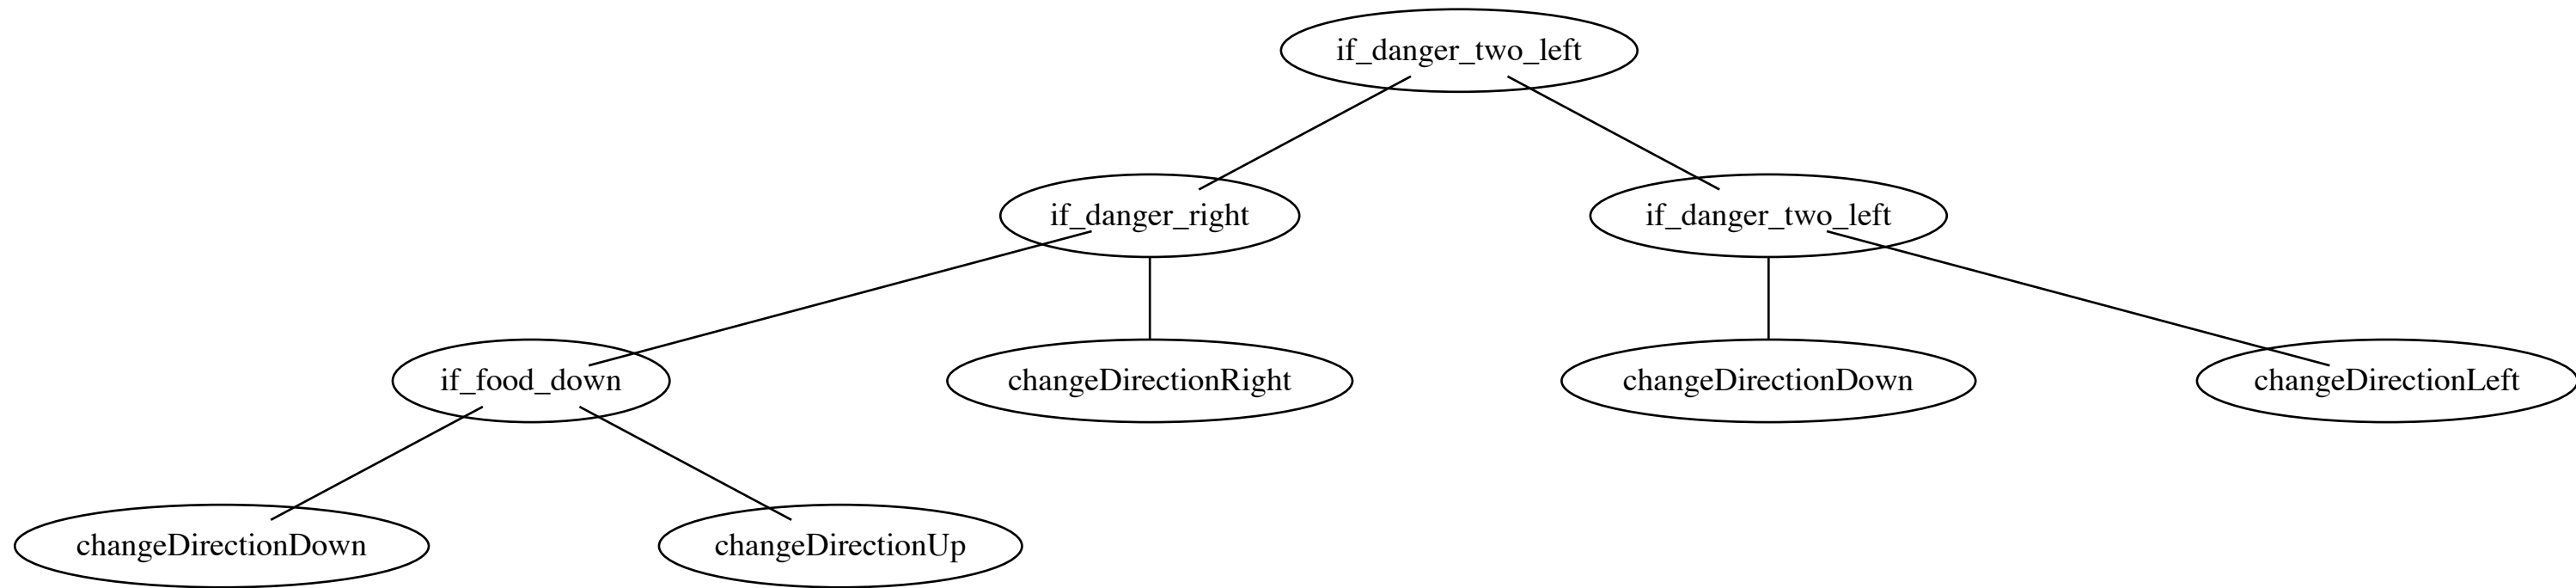 if_danger_two_left
if_danger_right
if_danger_two_left
if_food_down
changeDirectionRight
changeDirectionDown
changeDirectionLeft
changeDirectionDown
changeDirectionUp